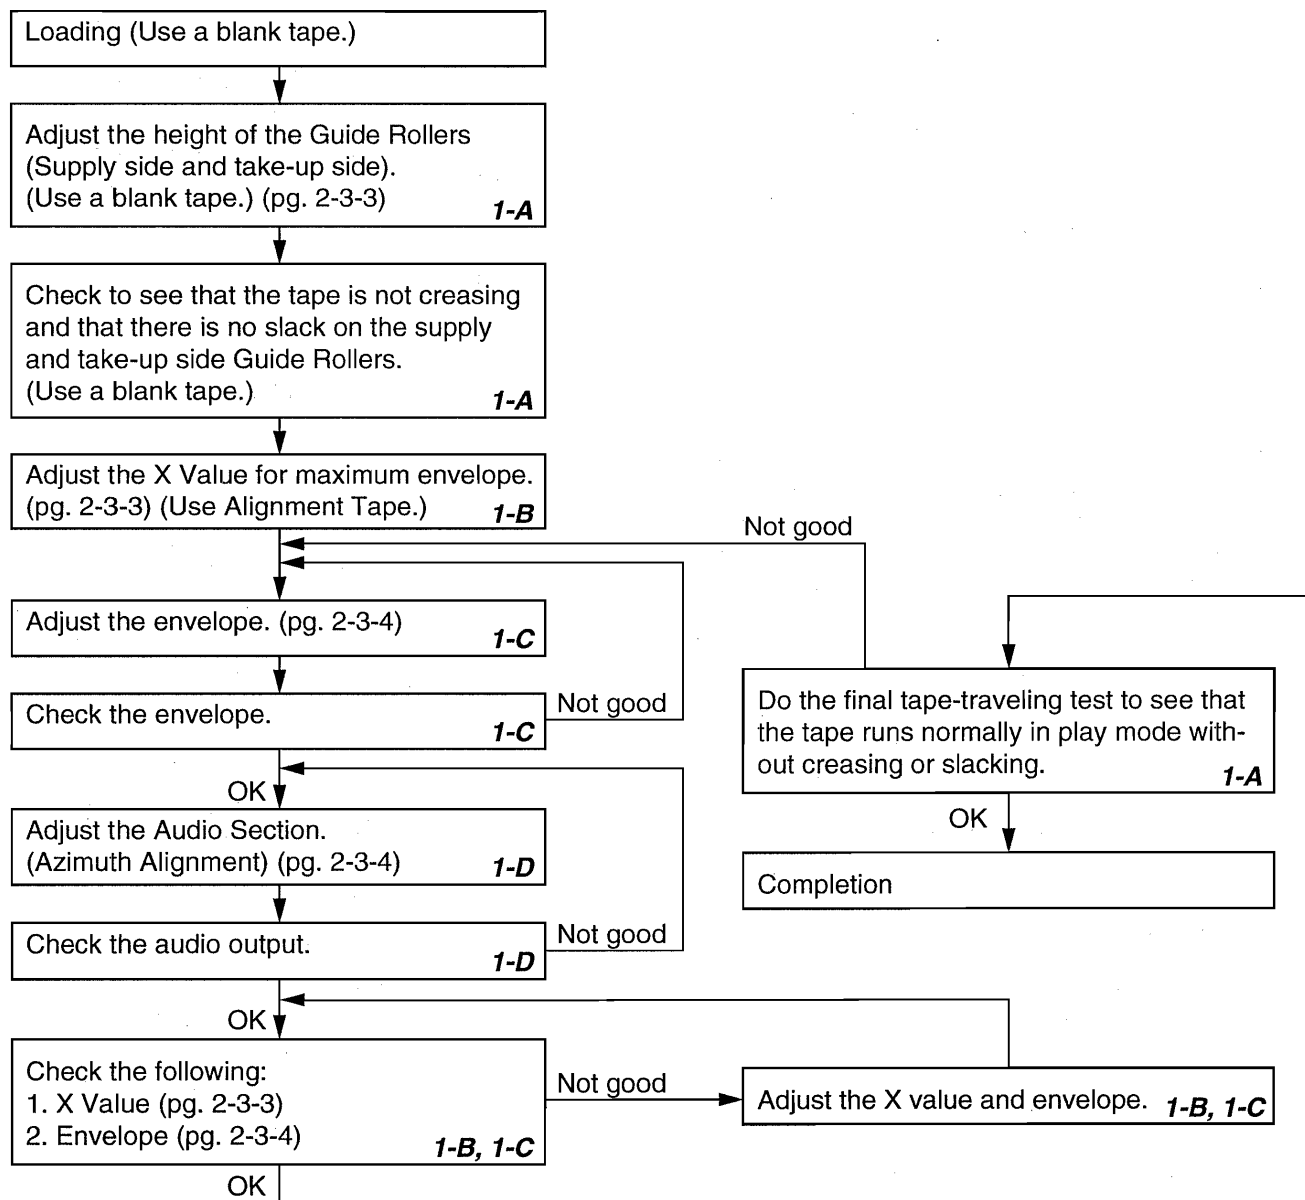 Loading (Use a blank tape.)
Adjust the height of the Guide Rollers
(Supply side and take-up side).
(Use a blank tape.) (pg. 2-3-3)
1-A
Check to see that the tape is not creasing
and that there is no slack on the supply
and take-up side Guide Rollers.
(Use a blank tape.)
1-A
Adjust the X Value for maximum envelope.
(pg. 2-3-3) (Use Alignment Tape.)
1-B
Not good
Adjust the envelope. (pg. 2-3-4)
1-C
Check the envelope.
1-C
Not good
OK
Adjust the Audio Section.
(Azimuth Alignment) (pg. 2-3-4)
1-D
Check the audio output.
1-D
Not good
OK
Check the following:
1. X Value (pg. 2-3-3)
2. Envelope (pg. 2-3-4)
1-B, 1-C
Not good
Adjust the X value and envelope.
1-B, 1-C
OK
Do the final tape-traveling test to see that
the tape runs normally in play mode with-
out creasing or slacking.
1-A
OK
Completion